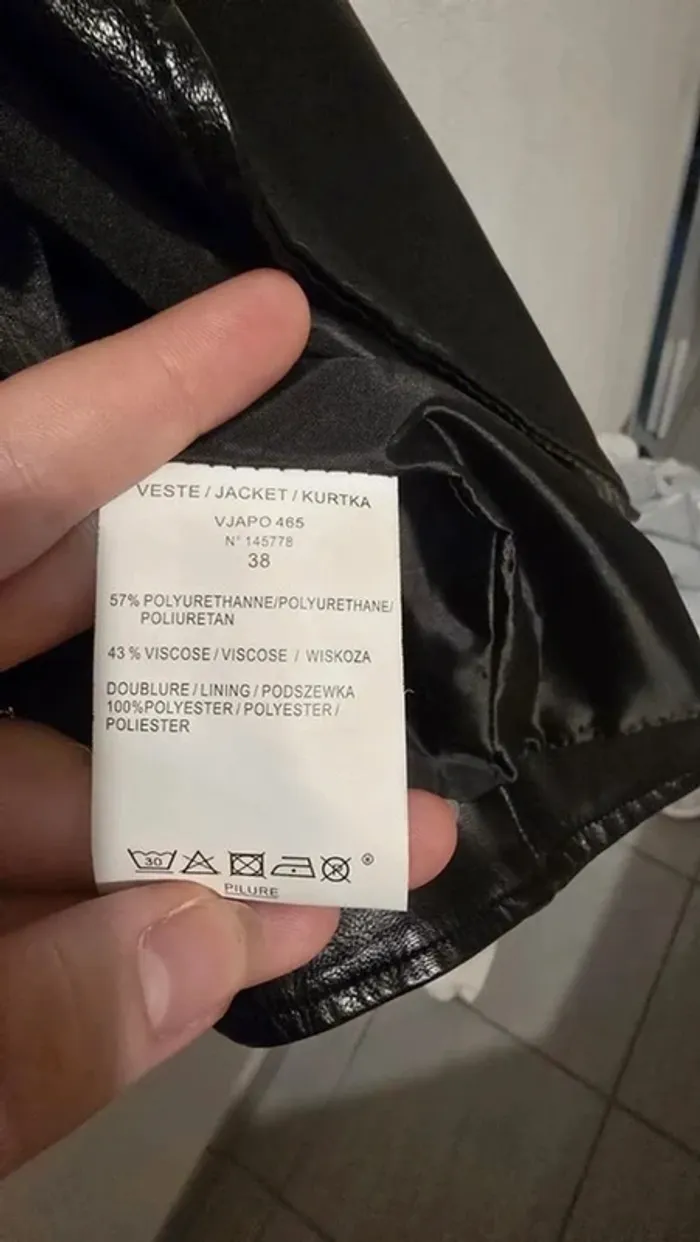 VESTE / JACKET / KURTKA
VJAPO 465
N° 145778
38
57% POLYURETHANNE/POLYURETHANE/
POLIURETAN
43 % VISCOSE / VISCOSE / WISKOZA
DOUBLURE / LINING / PODSZEWKA
100%POLYESTER / POLYESTER /
POLIESTER
30
PILURE